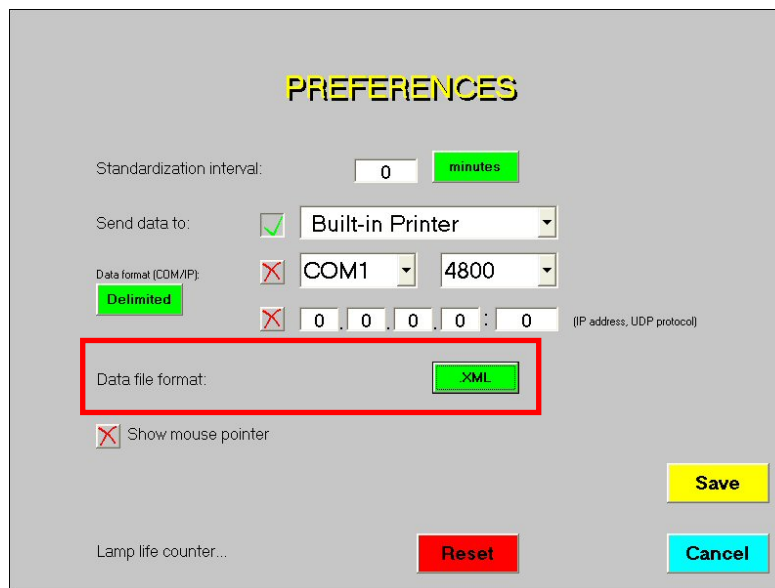 PREFERENCES
Standardization interval: 0 minutes
Send data to: Built-in Printer
Data format (COM/IP): COM1 4800
Delimited
0 . 0 . 0 . 0 : 0 (IP address, UDP protocol)
Data file format: .XML
Show mouse pointer
Save
Lamp life counter... Reset Cancel